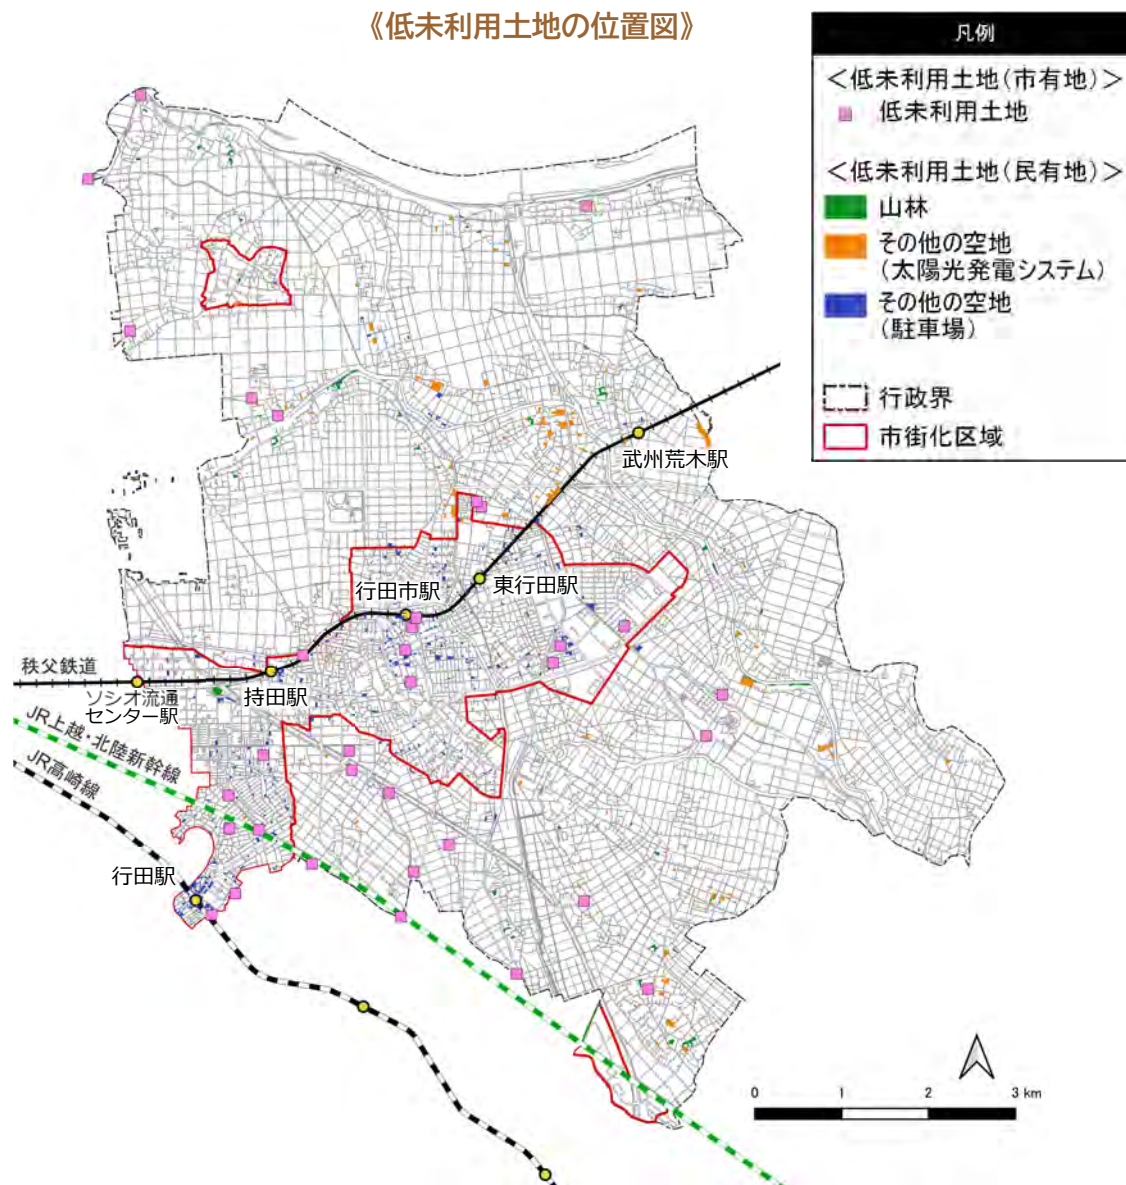 《低未利用土地の位置図》
凡例
＜低未利用土地(市有地)＞
低未利用土地
＜低未利用土地(民有地)＞
山林
その他の空地
(太陽光発電システム)
その他の空地
(駐車場)
行政界
市街化区域
武州荒木駅
東行田駅
行田市駅
秩父鉄道
持田駅
ソシオ流通
センター駅
JR上越・北陸新幹線
JR高崎線
行田駅
0 1 2 3 km